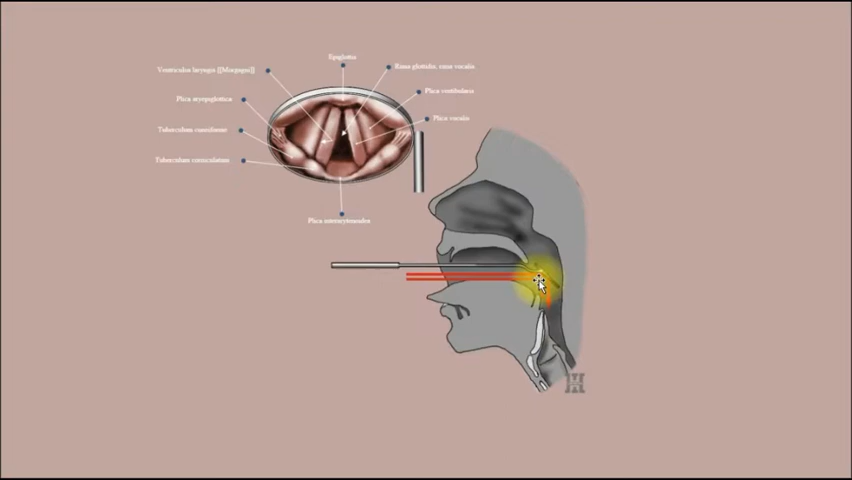 Epiglottis
Ventriculus laryngis [[Morgagni]]
Rima glottidis, rima vocalis
Plica vestibularis
Plica aryepiglottica
Plica vocalis
Tuberculum cuneiforme
Tuberculum corniculatum
Plica interarytenoidea